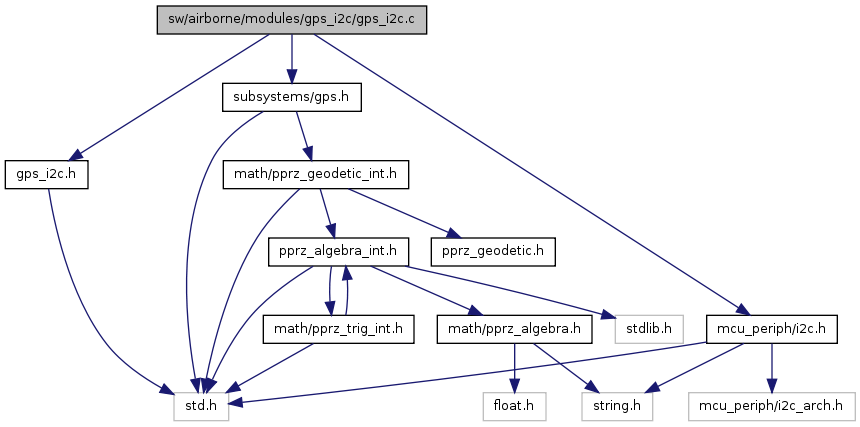 sw/airborne/modules/gps_i2c/gps_i2c.c
subsystems/gps.h
gps_i2c.h
math/pprz_geodetic_int.h
pprz_algebra_int.h
pprz_geodetic.h
math/pprz_trig_int.h
math/pprz_algebra.h
stdlib.h
mcu_periph/i2c.h
std.h
float.h
string.h
mcu_periph/i2c_arch.h